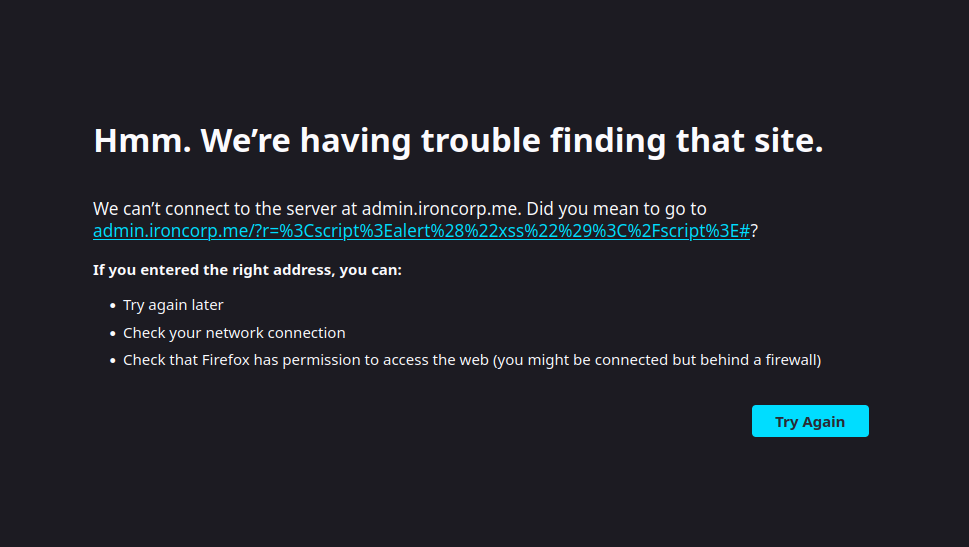 Hmm. We’re having trouble finding that site.
We can’t connect to the server at admin.ironcorp.me. Did you mean to go to
admin.ironcorp.me/?r=%3Cscript%3Ealert%28%22xss%22%29%3C%2Fscript%3E#?
If you entered the right address, you can:
• Try again later
• Check your network connection
• Check that Firefox has permission to access the web (you might be connected but behind a firewall)
Try Again